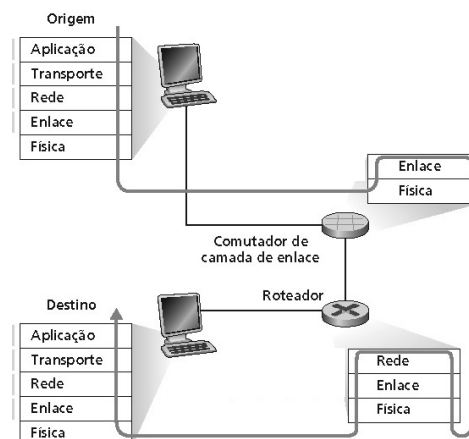 Origem
Aplicação
Transporte
Rede
Enlace
Física
Enlace
Física
Comutador de
camada de enlace
Roteador
Destino
Aplicação
Transporte
Rede
Enlace
Física
Rede
Enlace
Física